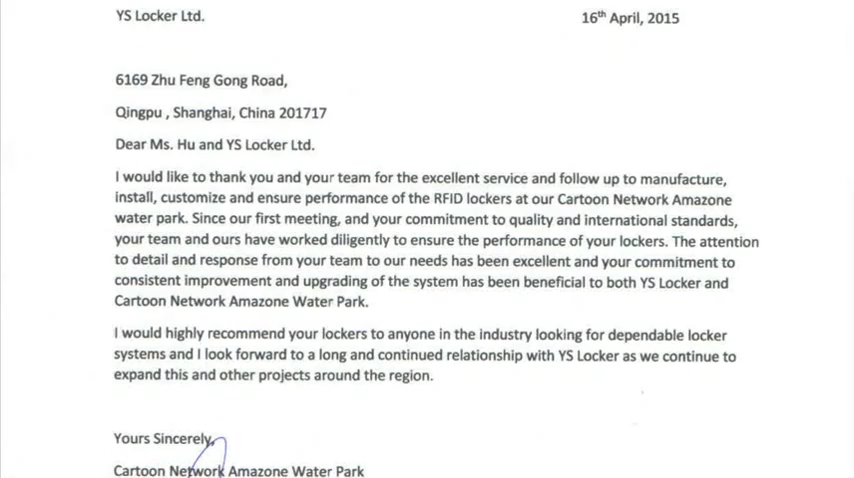 YS Locker Ltd. 16th April, 2015
6169 Zhu Feng Gong Road,
Qingpu , Shanghai, China 201717
Dear Ms. Hu and YS Locker Ltd.
I would like to thank you and your team for the excellent service and follow up to manufacture,
install, customize and ensure performance of the RFID lockers at our Cartoon Network Amazone
water park. Since our first meeting, and your commitment to quality and international standards,
your team and ours have worked diligently to ensure the performance of your lockers. The attention
to detail and response from your team to our needs has been excellent and your commitment to
consistent improvement and upgrading of the system has been beneficial to both YS Locker and
Cartoon Network Amazone Water Park.
I would highly recommend your lockers to anyone in the industry looking for dependable locker
systems and I look forward to a long and continued relationship with YS Locker as we continue to
expand this and other projects around the region.
Yours Sincerely,
Cartoon Network Amazone Water Park